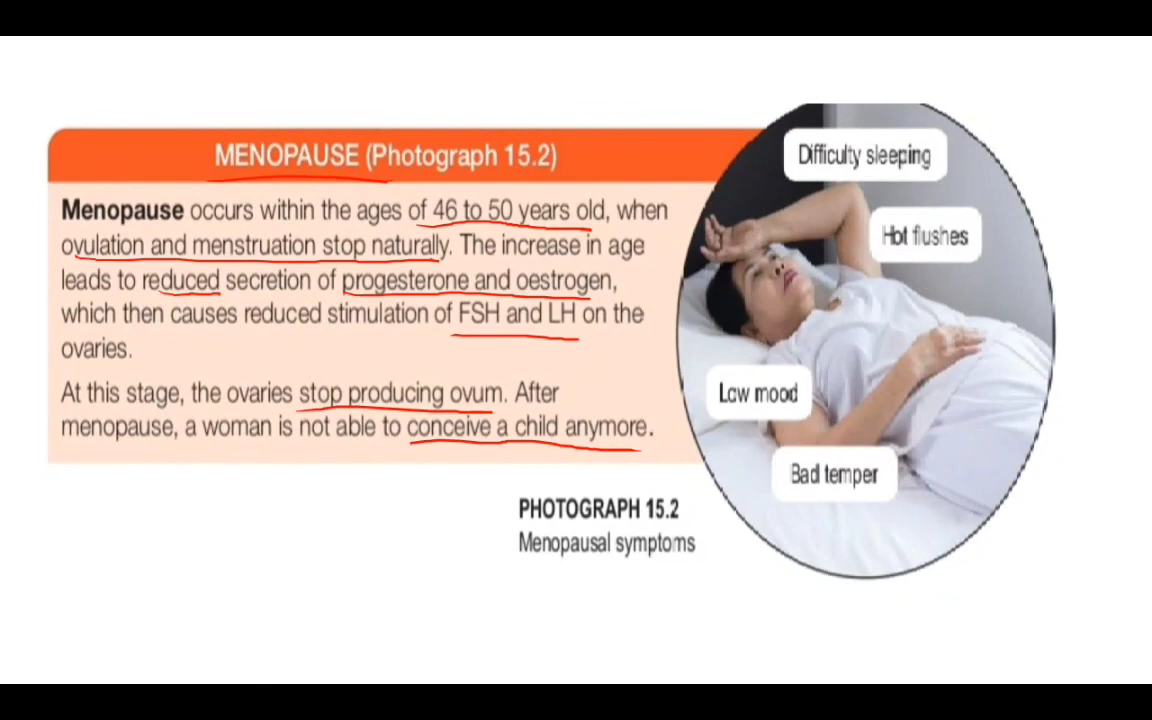 MENOPAUSE (Photograph 15.2)
Menopause occurs within the ages of 46 to 50 years old, when
ovulation and menstruation stop naturally. The increase in age
leads to reduced secretion of progesterone and oestrogen,
which then causes reduced stimulation of FSH and LH on the
ovaries.
At this stage, the ovaries stop producing ovum. After
menopause, a woman is not able to conceive a child anymore.
Difficulty sleeping
Hot flushes
Low mood
Bad temper
PHOTOGRAPH 15.2
Menopausal symptoms